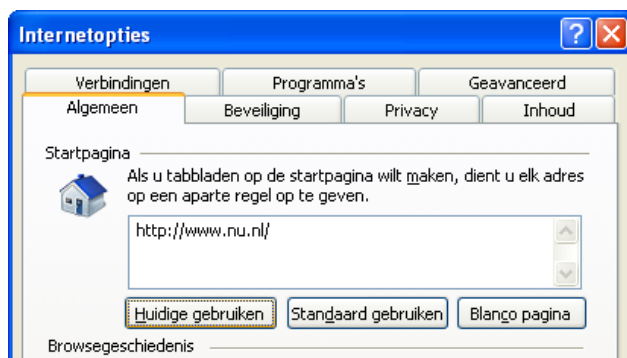 Internetopties
Verbindingen Programma's Geavanceerd
Algemeen Beveiliging Privacy Inhoud
Startpagina
Als u tabbladen op de startpagina wilt maken, dient u elk adres
op een aparte regel op te geven.
http://www.nu.nl/
Huidige gebruiken Standaard gebruiken Blanco pagina
Browsegeschiedenis